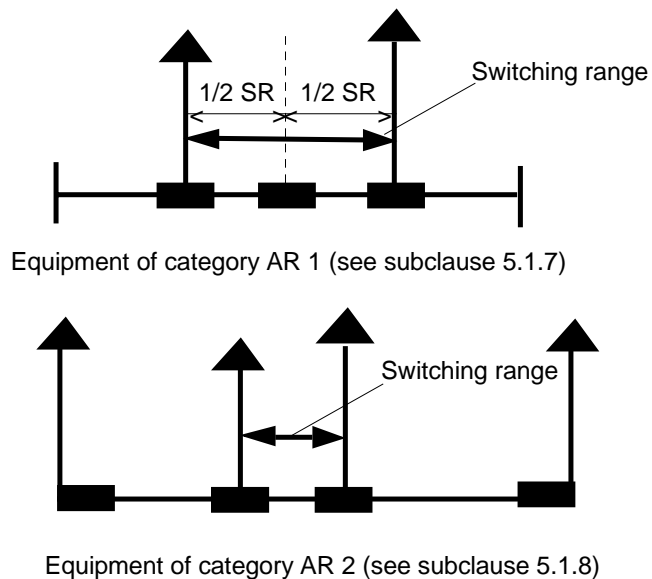 1/2 SR 1/2 SR
Switching range
Equipment of category AR 1 (see subclause 5.1.7)
Switching range
Equipment of category AR 2 (see subclause 5.1.8)